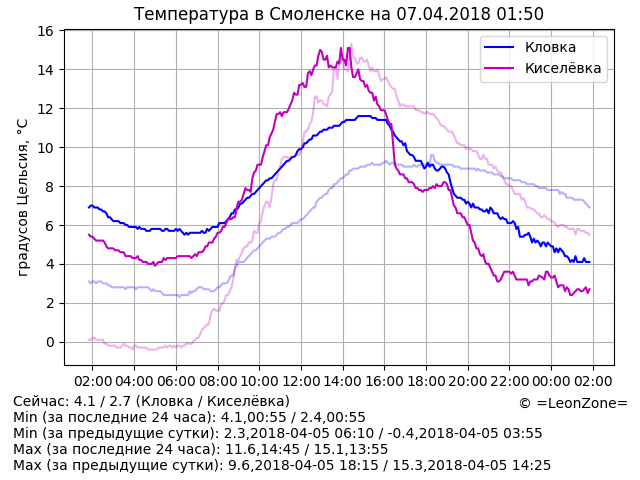 Температура в Смоленске на 07.04.2018 01:50
градусов Цельсия, °C
16
14
12
10
8
6
4
2
0
Кловка
Киселёвка
02:00 04:00 06:00 08:00 10:00 12:00 14:00 16:00 18:00 20:00 22:00 00:00 02:00
Сейчас: 4.1 / 2.7 (Кловка / Киселёвка)
© =LeonZone=
Min (за последние 24 часа): 4.1,00:55 / 2.4,00:55
Min (за предыдущие сутки): 2.3,2018-04-05 06:10 / -0.4,2018-04-05 03:55
Max (за последние 24 часа): 11.6,14:45 / 15.1,13:55
Max (за предыдущие сутки): 9.6,2018-04-05 18:15 / 15.3,2018-04-05 14:25